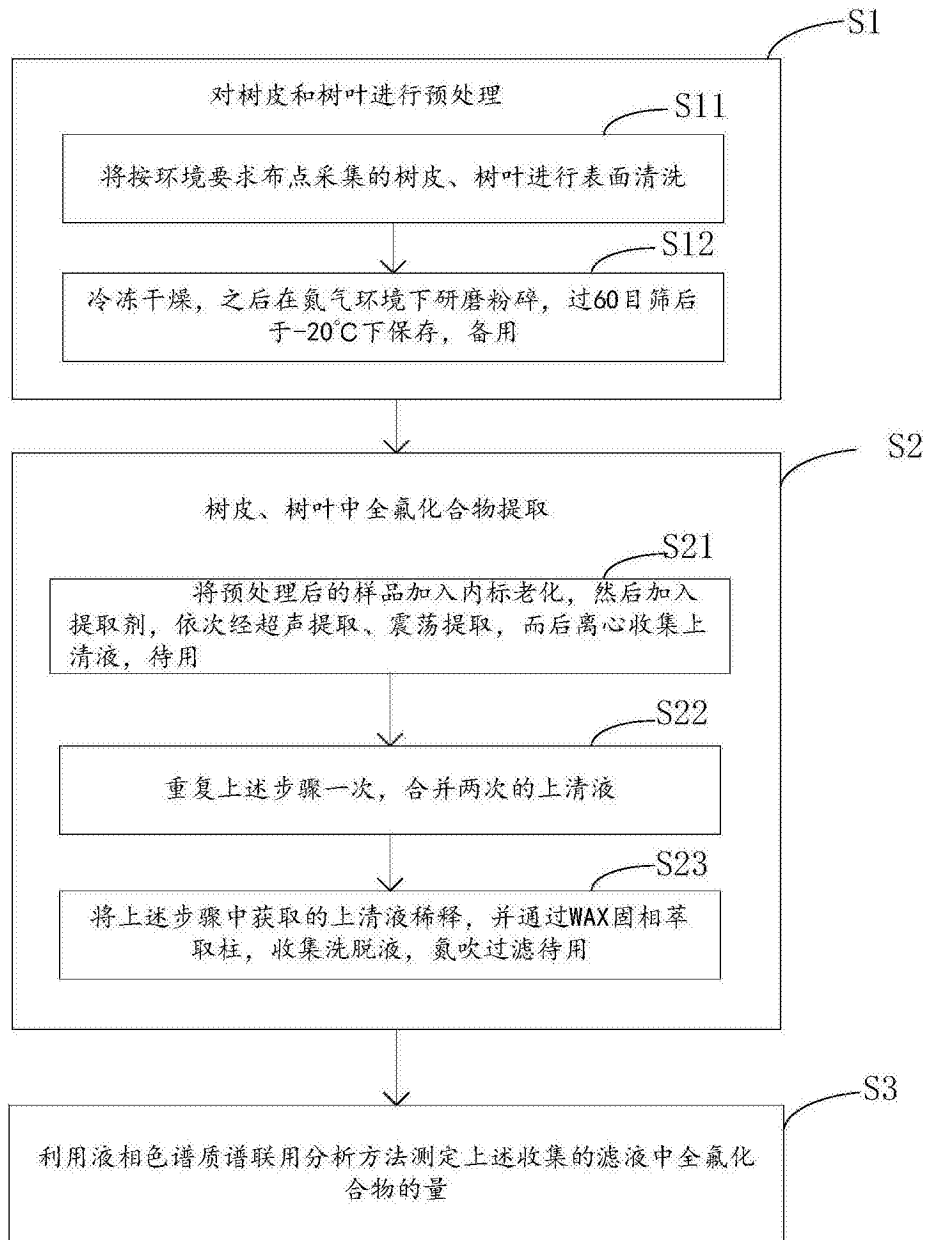 S1
对树皮和树叶进行预处理
S11
将按环境要求布点采集的树皮、树叶进行表面清洗
S12
冷冻干燥，之后在氮气环境下研磨粉碎，过60目筛后
于-20℃下保存，备用
S2
树皮、树叶中全氟化合物提取
S21
将预处理后的样品加入内标老化，然后加入
提取剂，依次经超声提取、震荡提取，而后离心收集上
清液，待用
S22
重复上述步骤一次，合并两次的上清液
S23
将上述步骤中获取的上清液稀释，并通过WAX固相萃
取柱，收集洗脱液，氮吹过滤待用
S3
利用液相色谱质谱联用分析方法测定上述收集的滤液中全氟化
合物的量